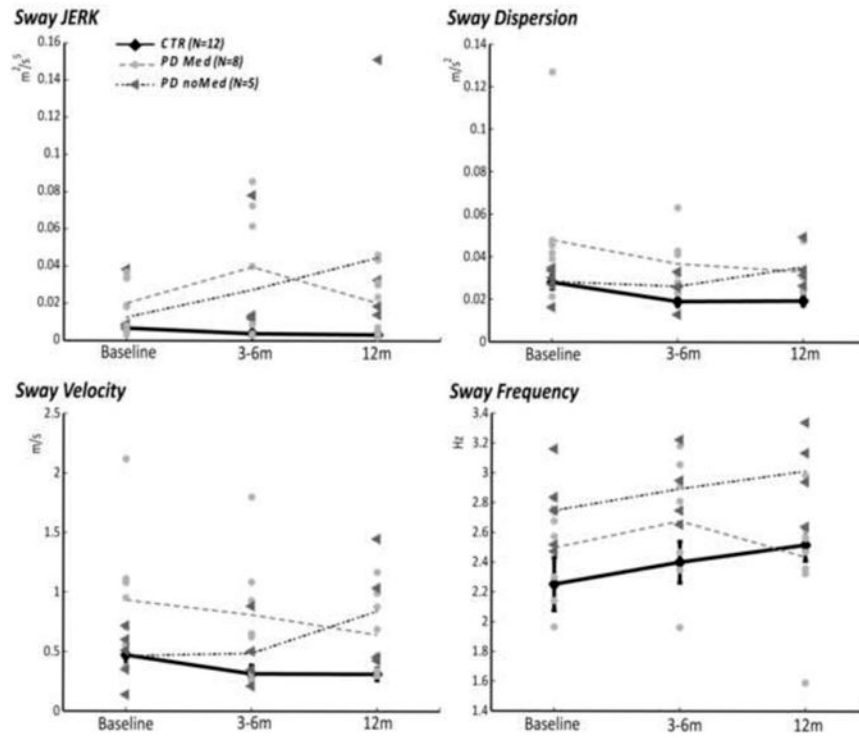 Sway JERK
m²/s⁵
0.16
0.14
0.12
0.1
0.08
0.06
0.04
0.02
0
CTR (N=12)
PD Med (N=8)
PD noMed (N=5)
Baseline 3-6m 12m
Sway Dispersion
m/s²
0.14
0.12
0.1
0.08
0.06
0.04
0.02
0
Baseline 3-6m 12m
Sway Velocity
m/s
2.5
2
1.5
1
0.5
0
Baseline 3-6m 12m
Sway Frequency
Hz
3.4
3.2
3
2.8
2.6
2.4
2.2
2
1.8
1.6
1.4
Baseline 3-6m 12m